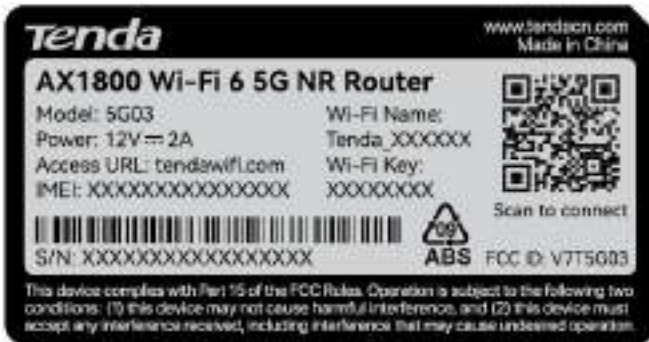 Tenda
www.tendacn.com
Made in China
AX1800 Wi-Fi 6 5G NR Router
Model: 5G03
Power: 12V⎓2A
Access URL: tendawifi.com
IMEI: XXXXXXXXXXXXXXX
Wi-Fi Name:
Tenda_XXXXXX
Wi-Fi Key:
XXXXXXXX
Scan to connect
S/N: XXXXXXXXXXXXXXXXX
09
ABS
FCC ID: V7T5G03
This device complies with Part 15 of the FCC Rules. Operation is subject to the following two
conditions: (1) this device may not cause harmful interference, and (2) this device must
accept any interference received, including interference that may cause undesired operation.